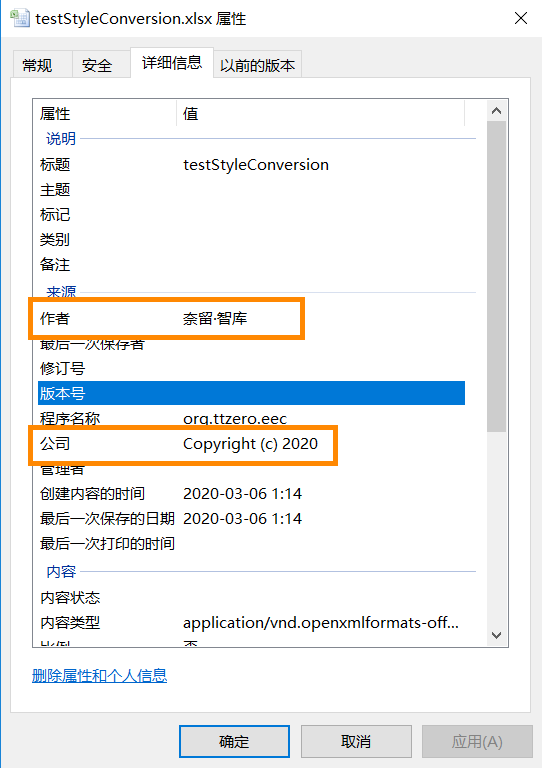 testStyleConversion.xlsx 属性
常规 安全 详细信息 以前的版本
属性 值
说明
标题 testStyleConversion
主题
标记
类别
备注
来源
作者 奈留·智库
最后一次保存者
修订号
版本号
程序名称 org.ttzero.eec
公司 Copyright (c) 2020
管理者
创建内容的时间 2020-03-06 1:14
最后一次保存的日期 2020-03-06 1:14
最后一次打印的时间
内容
内容状态
内容类型 application/vnd.openxmlformats-off...
比例 否
删除属性和个人信息
确定 取消 应用(A)